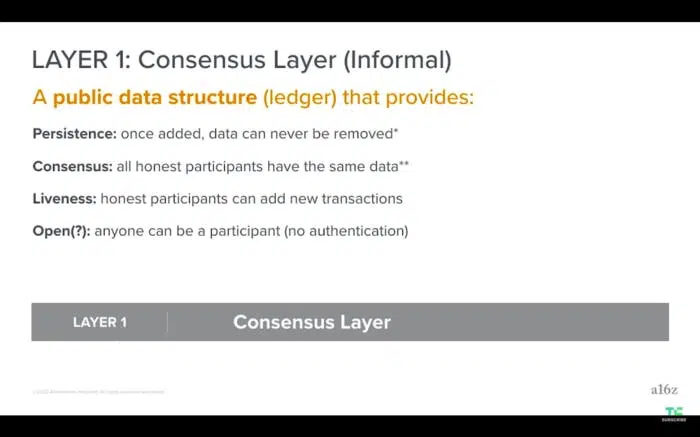 LAYER 1: Consensus Layer (Informal)
A public data structure (ledger) that provides:
Persistence: once added, data can never be removed*
Consensus: all honest participants have the same data**
Liveness: honest participants can add new transactions
Open(?): anyone can be a participant (no authentication)
LAYER 1
Consensus Layer
a16z
SUBSCRIBE